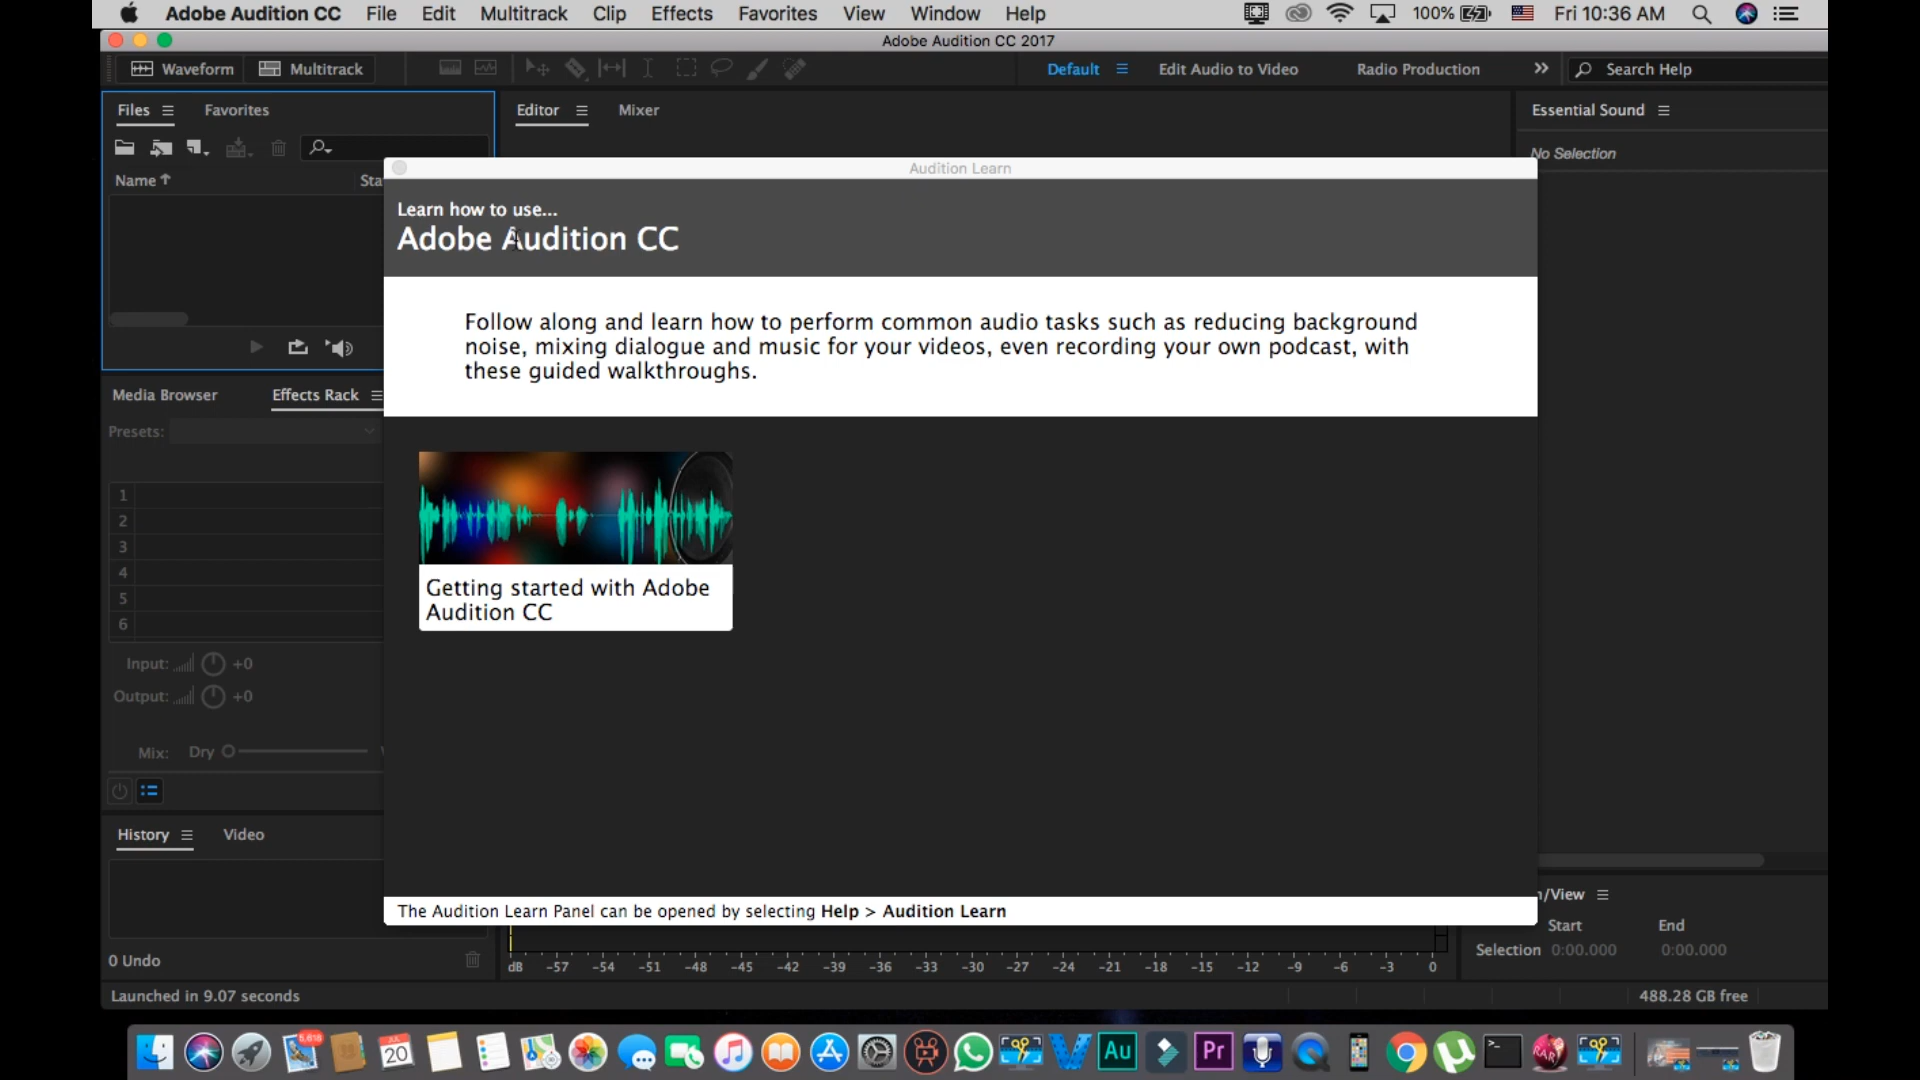 Adobe Audition CC File Edit Multitrack Clip Effects Favorites View Window Help 100% Fri 10:36 AM
Adobe Audition CC 2017
Waveform Multitrack Default Edit Audio to Video Radio Production Search Help
Files Favorites Editor Mixer Essential Sound
No Selection
Name Sta
Audition Learn
Learn how to use...
Adobe Audition CC
Follow along and learn how to perform common audio tasks such as reducing background
noise, mixing dialogue and music for your videos, even recording your own podcast, with
these guided walkthroughs.
Media Browser Effects Rack
Presets:
1
2
3
4
5
6
Getting started with Adobe
Audition CC
Input: +0
Output: +0
Mix: Dry
History Video
The Audition Learn Panel can be opened by selecting Help > Audition Learn
n/View
Start End
Selection 0:00.000 0:00.000
0 Undo
dB -57 -54 -51 -48 -45 -42 -39 -36 -33 -30 -27 -24 -21 -18 -15 -12 -9 -6 -3 0
Launched in 9.07 seconds 488.28 GB free
JUL
20
Au
Pr
RAR